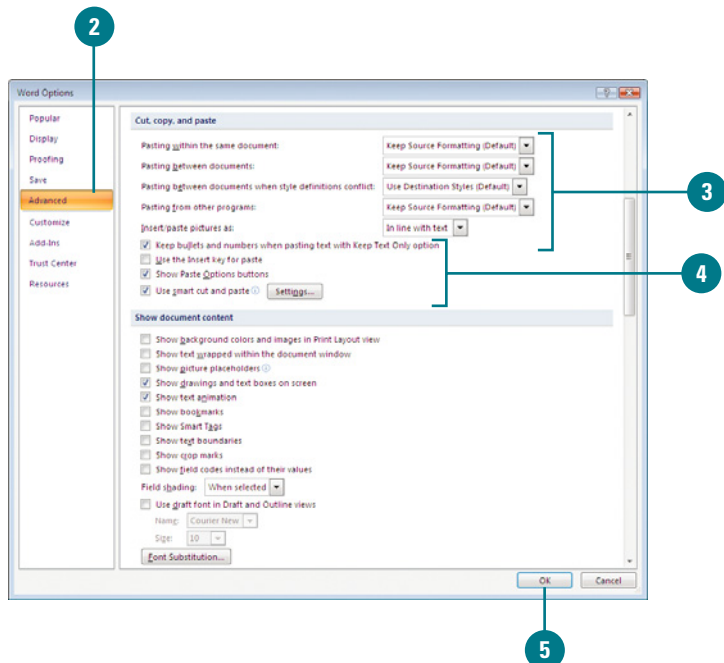 2
Word Options
Popular
Display
Proofing
Save
Advanced
Customize
Add-Ins
Trust Center
Resources
Cut, copy, and paste
Pasting within the same document: Keep Source Formatting (Default)
Pasting between documents: Keep Source Formatting (Default)
Pasting between documents when style definitions conflict: Use Destination Styles (Default)
Pasting from other programs: Keep Source Formatting (Default)
Insert/paste pictures as: In line with text
Keep bullets and numbers when pasting text with Keep Text Only option
Use the Insert key for paste
Show Paste Options buttons
Use smart cut and paste Settings...
3
4
Show document content
Show background colors and images in Print Layout view
Show text wrapped within the document window
Show picture placeholders
Show drawings and text boxes on screen
Show text animation
Show bookmarks
Show Smart Tags
Show text boundaries
Show crop marks
Show field codes instead of their values
Field shading: When selected
Use draft font in Draft and Outline views
Name: Courier New
Size: 10
Font Substitution...
OK Cancel
5